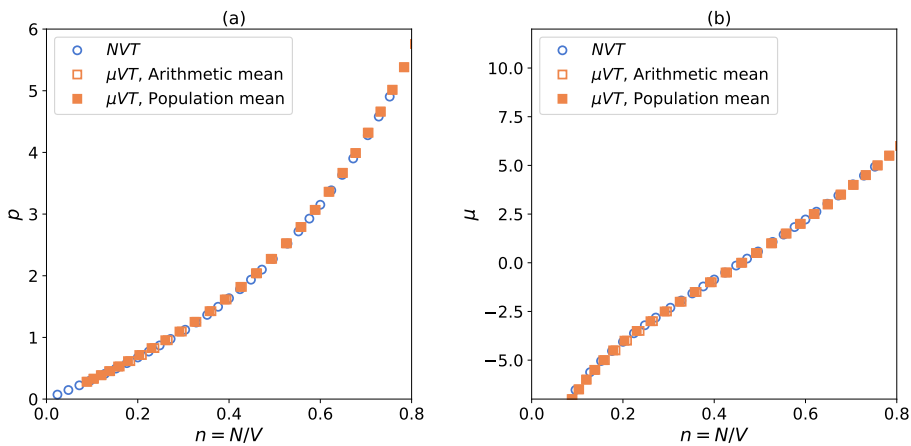 (a)
6
5
4
3
2
1
0
p
NVT
μVT, Arithmetic mean
μVT, Population mean
0.0 0.2 0.4 0.6 0.8
n = N/V
(b)
10.0
7.5
5.0
2.5
0.0
−2.5
−5.0
μ
NVT
μVT, Arithmetic mean
μVT, Population mean
0.0 0.2 0.4 0.6 0.8
n = N/V